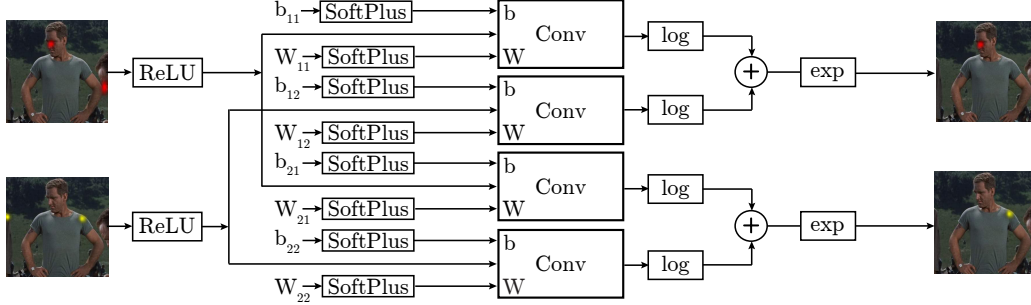 b11 SoftPlus b
Conv
ReLU
W11 SoftPlus W
log
b12 SoftPlus b
Conv
+ exp
W12 SoftPlus W
log
b21 SoftPlus b
Conv
ReLU
W21 SoftPlus W
log
b22 SoftPlus b
Conv
+ exp
W22 SoftPlus W
log